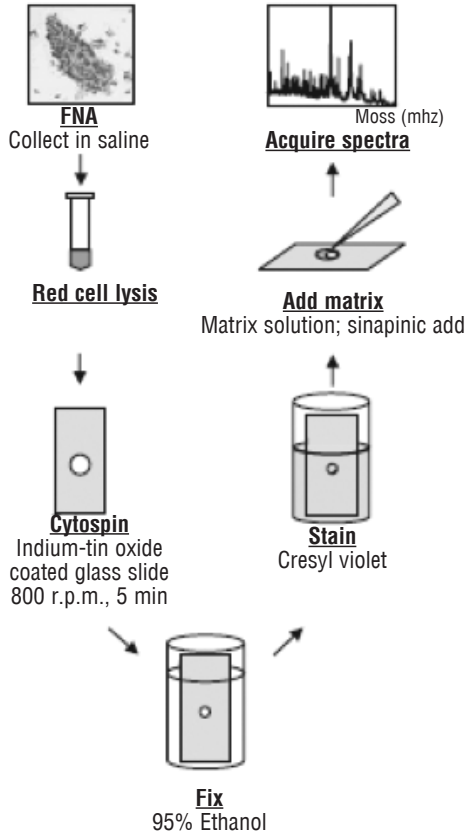 FNA
Collect in saline
Red cell lysis
Cytospin
Indium-tin oxide
coated glass slide
800 r.p.m., 5 min
Fix
95% Ethanol
Stain
Cresyl violet
Add matrix
Matrix solution; sinapinic add
Moss (mhz)
Acquire spectra